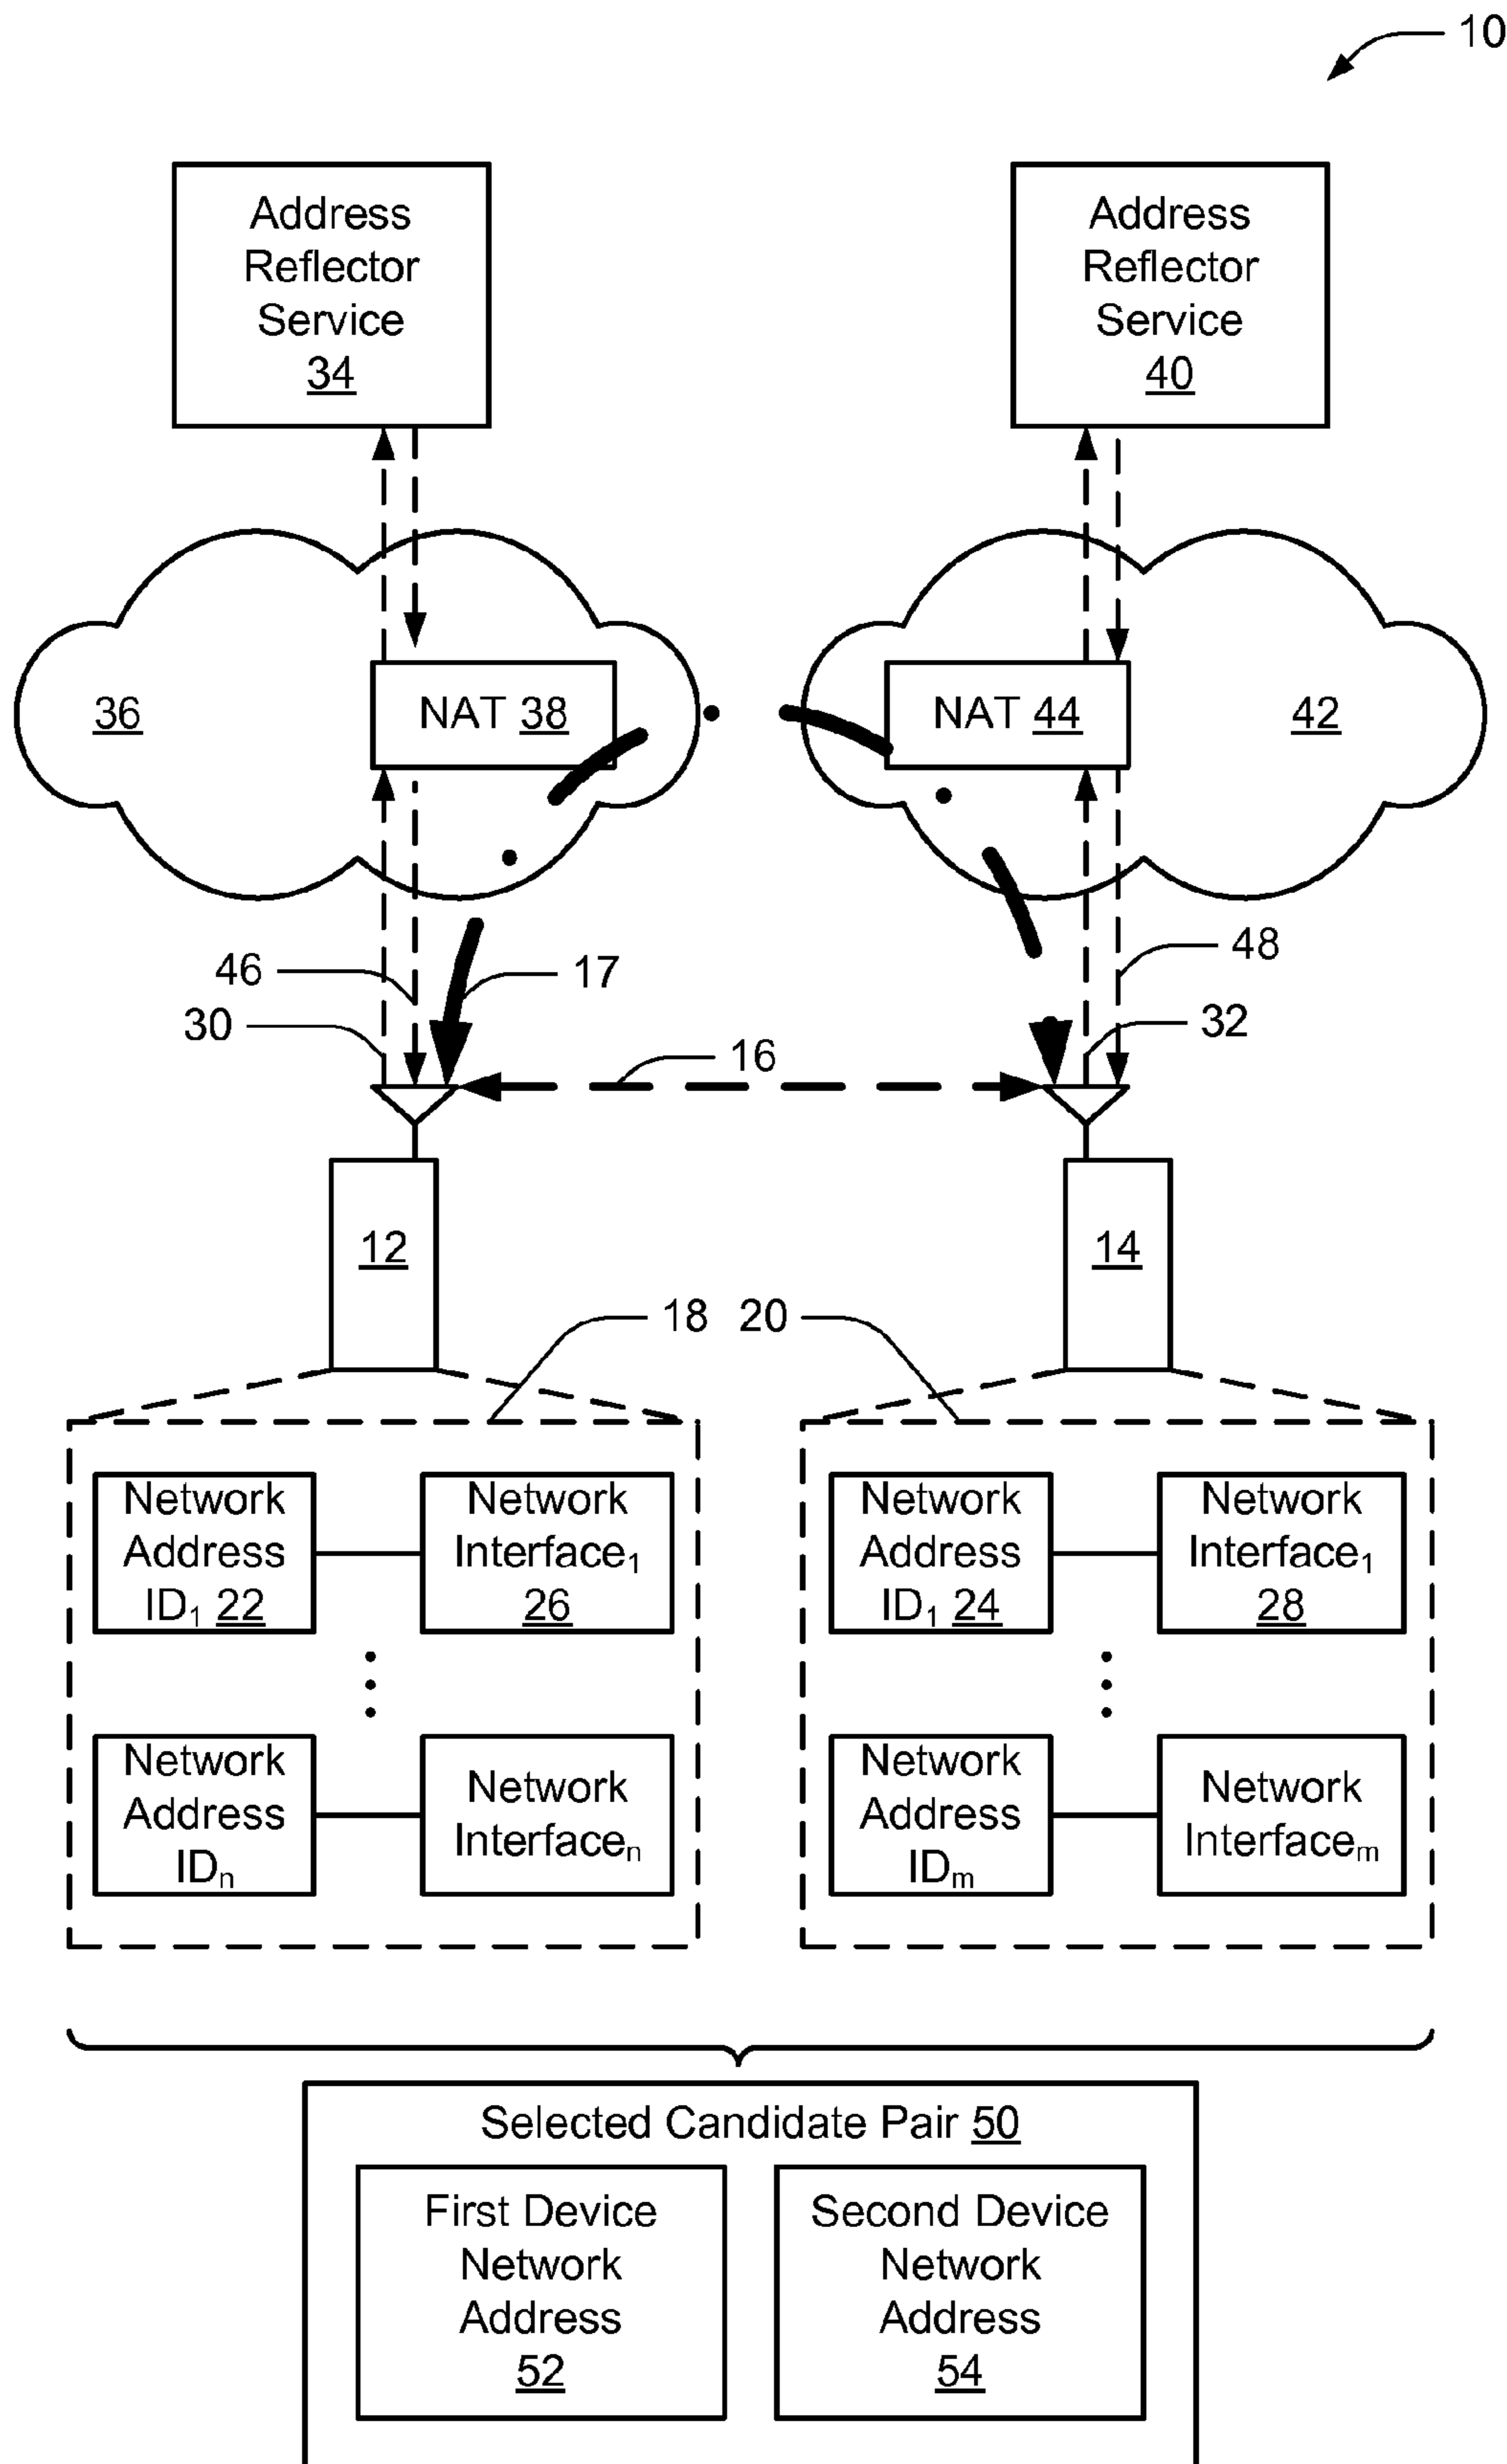 10
Address
Reflector
Service
34
Address
Reflector
Service
40
36
NAT 38
NAT 44
42
46
17
48
30
32
16
12
14
18
20
Network
Address
ID₁ 22
Network
Interface₁
26
Network
Address
ID₁ 24
Network
Interface₁
28
Network
Address
IDₙ
Network
Interfaceₙ
Network
Address
IDₘ
Network
Interfaceₘ
Selected Candidate Pair 50
First Device
Network
Address
52
Second Device
Network
Address
54